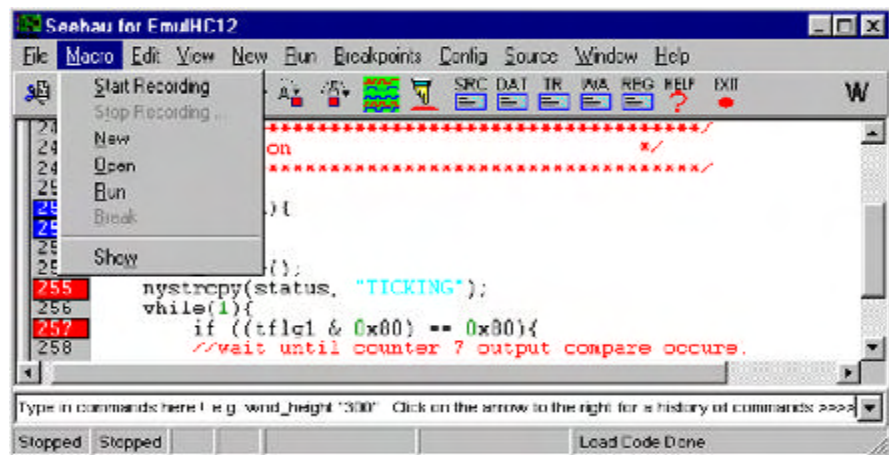 Seehau for EmulHC12
File Macro Edit View New Run Breakpoints Config Source Window Help
SRC DAT TR WA REG HELP EXIT
W
Start Recording
Stop Recording ...
New
Open
Run
Break
Show
*************************************/
on */
*************************************/
){
();
255 mystrcpy(status, "TICKING");
256 while(1){
257 if ((tflg1 & 0x80) == 0x80){
258 //wait until counter 7 output compare occurs.
Type in commands here! e.g. wnd_height "300" Click on the arrow to the right for a history of commands >>>>
Stopped Stopped Load Code Done